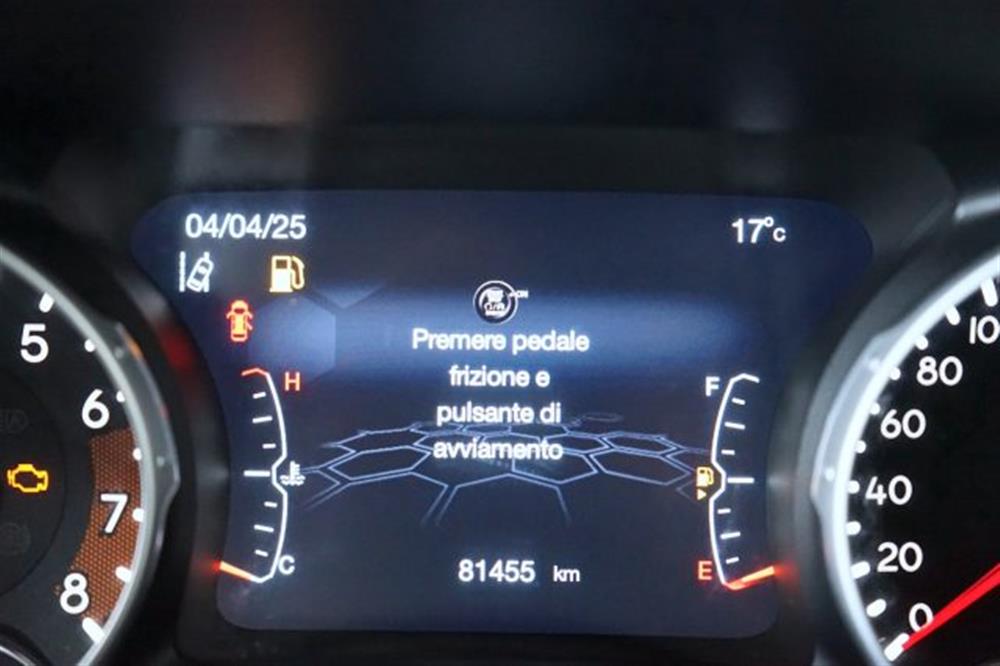 04/04/25
17°c
Premere pedale
frizione e
pulsante di
avviamento
H
C
F
E
81455 km
5
6
7
8
80
60
40
20
0